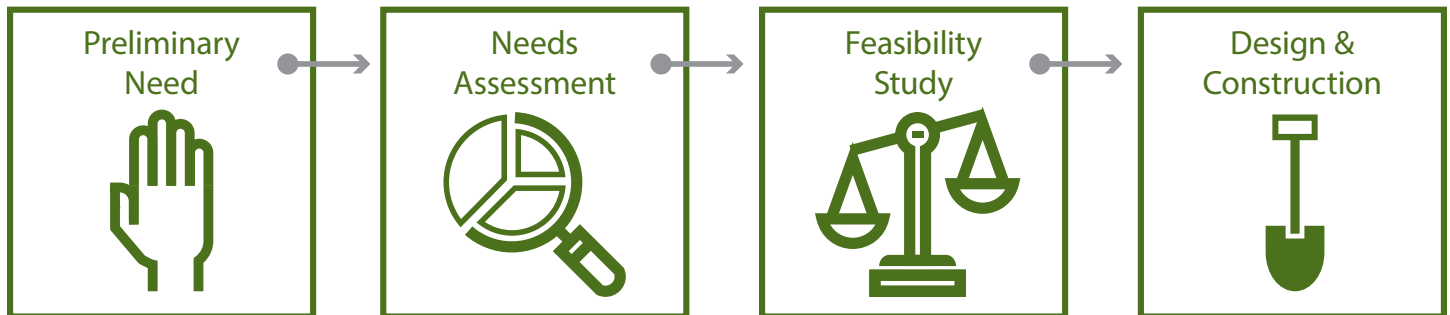 Preliminary
Need
Needs
Assessment
Feasibility
Study
Design &
Construction